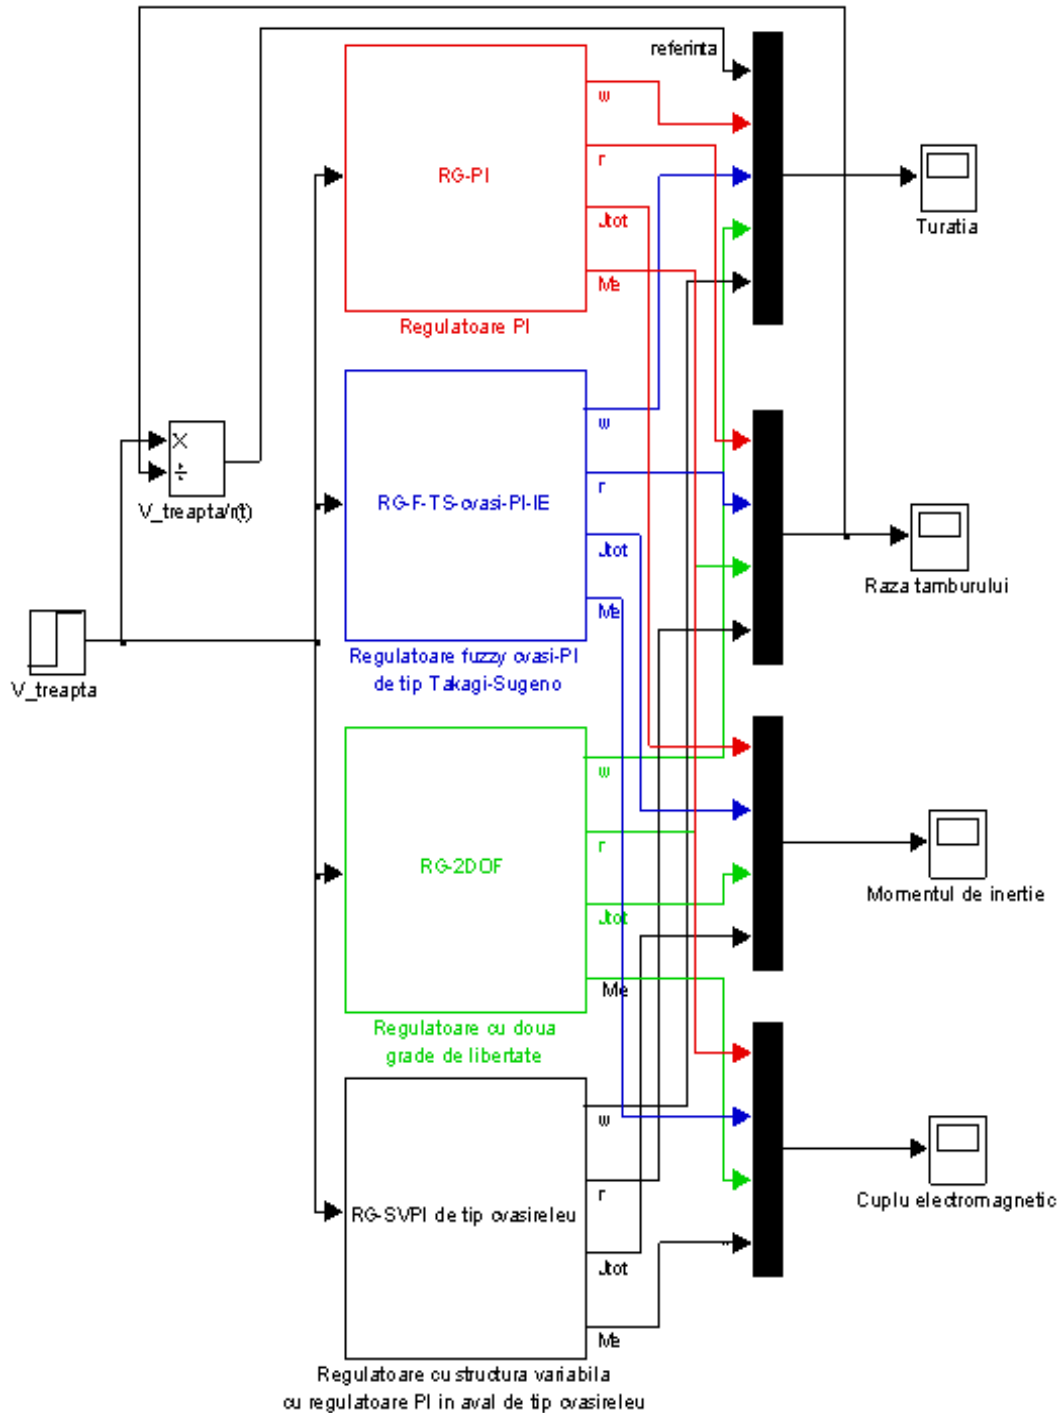 referinta
w
RG-PI
r
Jtot
Me
Regulatoare PI
Turatia
w
r
RG-F-TS-cvasi-PI-IE
Jtot
Me
Regulatoare fuzzy cvasi-PI
de tip Takagi-Sugeno
X
÷
V_treapta/r(t)
V_treapta
Raza tamburului
w
r
RG-2DOF
Jtot
Me
Regulatoare cu doua
grade de libertate
Momentul de inertie
w
r
RG-SVPI de tip cvasireleu
Jtot
Me
Regulatoare cu structura variabila
cu regulatoare PI in aval de tip cvasireleu
Cuplu electromagnetic